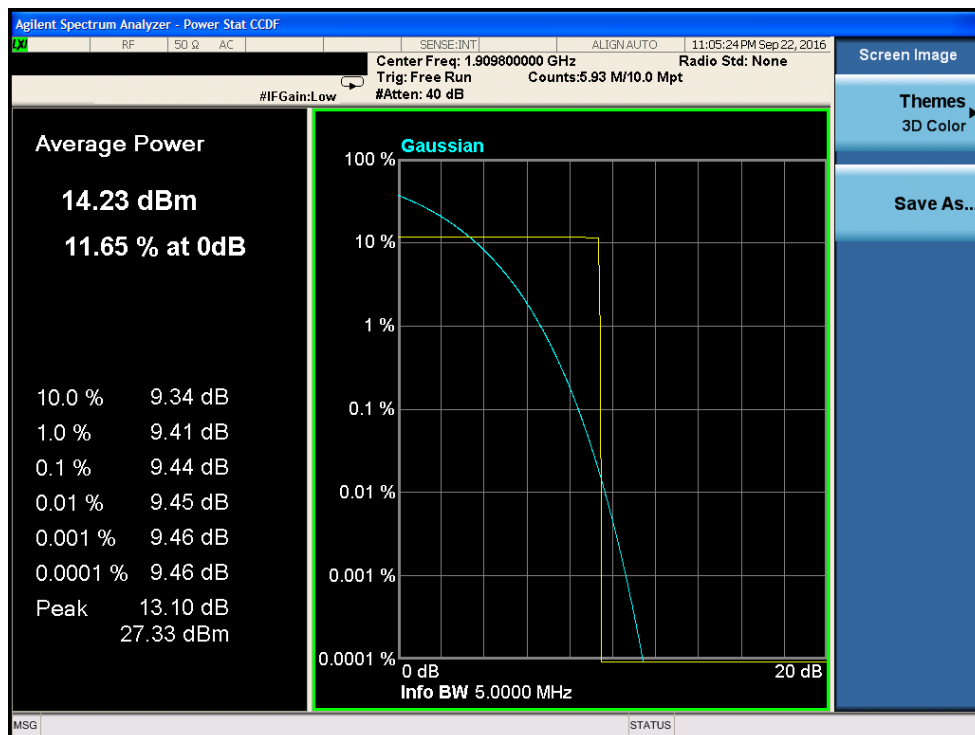 Agilent Spectrum Analyzer - Power Stat CCDF
LXI RF 50 Ω AC SENSE:INT ALIGN AUTO 11:05:24 PM Sep 22, 2016
Center Freq: 1.909800000 GHz Radio Std: None
Trig: Free Run Counts:5.93 M/10.0 Mpt
#IFGain:Low #Atten: 40 dB
Screen Image
Themes
3D Color
Save As...
Average Power
14.23 dBm
11.65 % at 0dB
10.0 % 9.34 dB
1.0 % 9.41 dB
0.1 % 9.44 dB
0.01 % 9.45 dB
0.001 % 9.46 dB
0.0001 % 9.46 dB
Peak 13.10 dB
27.33 dBm
Gaussian
100 %
10 %
1 %
0.1 %
0.01 %
0.001 %
0.0001 %
0 dB 20 dB
Info BW 5.0000 MHz
MSG STATUS